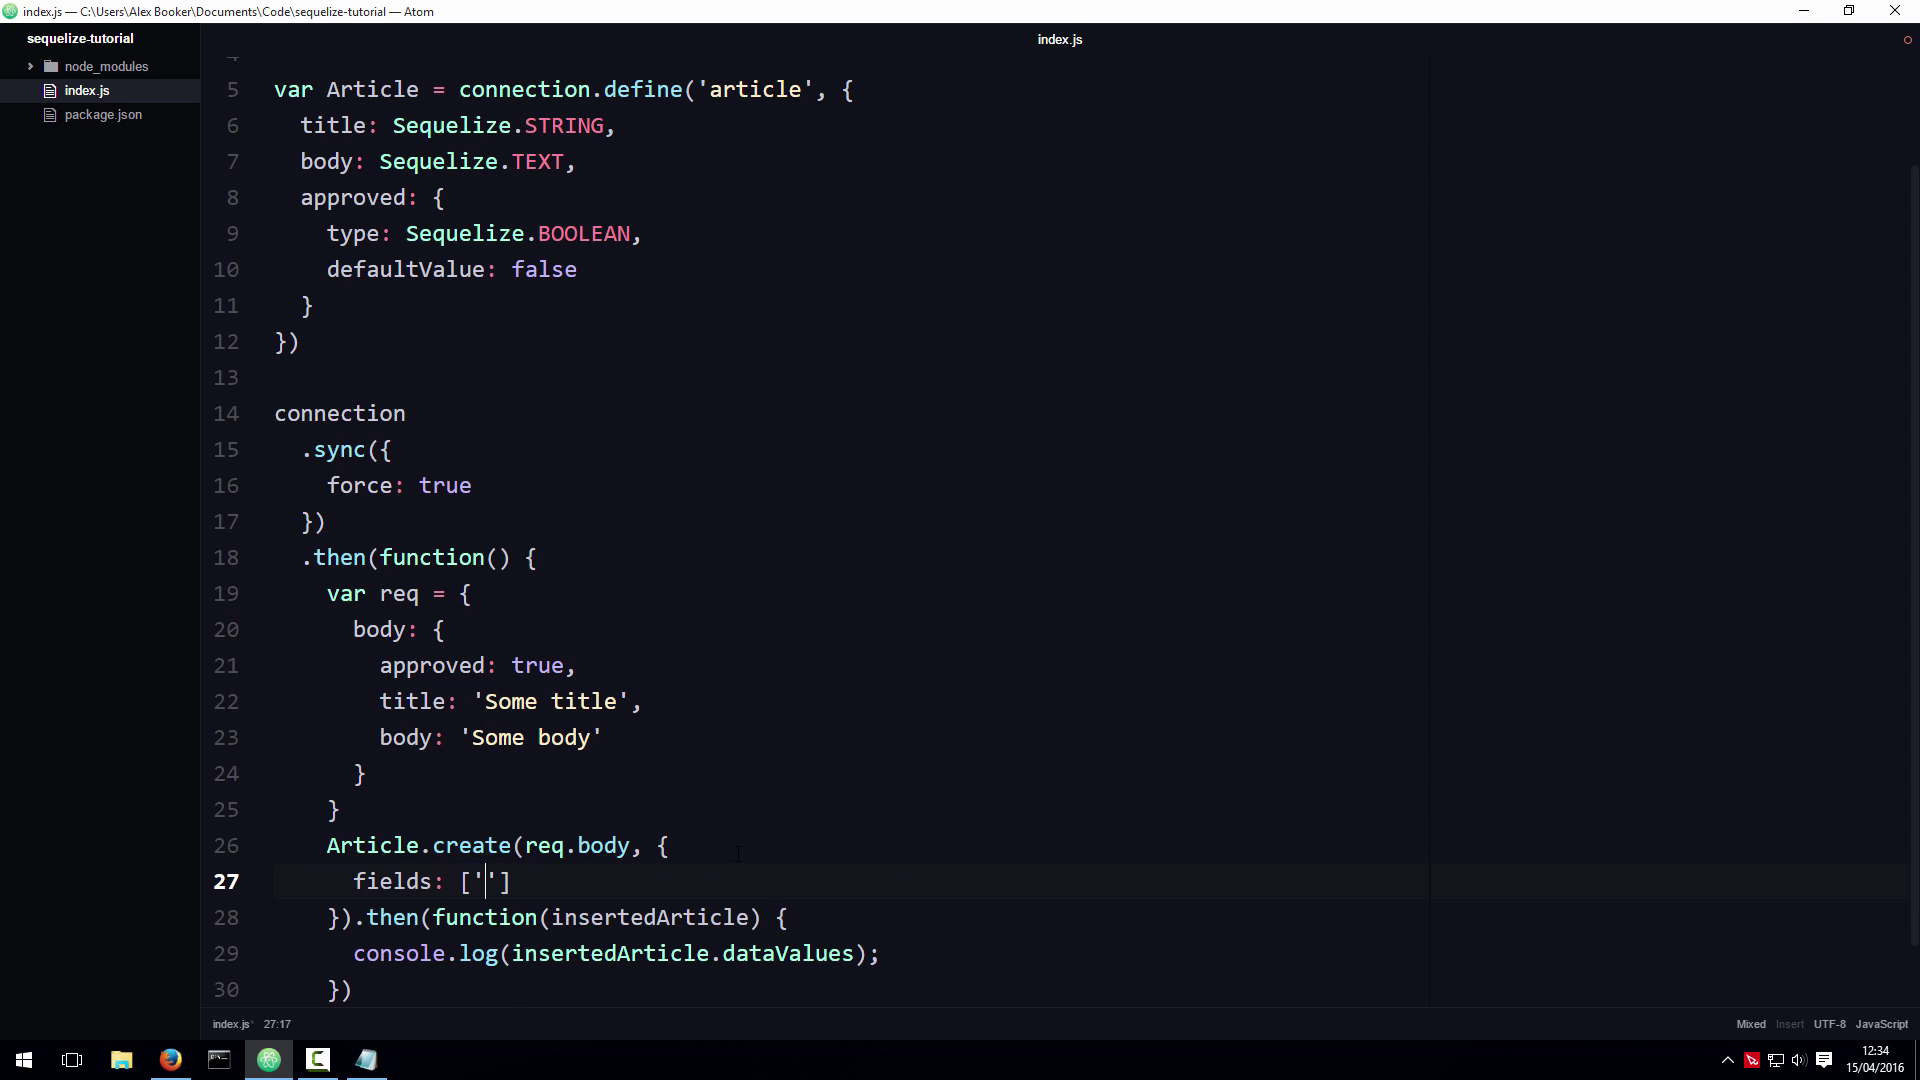 index.js — C:\Users\Alex Booker\Documents\Code\sequelize-tutorial — Atom
sequelize-tutorial
node_modules
index.js
package.json
index.js
4
5 var Article = connection.define('article', {
6 title: Sequelize.STRING,
7 body: Sequelize.TEXT,
8 approved: {
9 type: Sequelize.BOOLEAN,
10 defaultValue: false
11 }
12 })
13
14 connection
15 .sync({
16 force: true
17 })
18 .then(function() {
19 var req = {
20 body: {
21 approved: true,
22 title: 'Some title',
23 body: 'Some body'
24 }
25 }
26 Article.create(req.body, {
27 fields: ['']
28 }).then(function(insertedArticle) {
29 console.log(insertedArticle.dataValues);
30 })
index.js* 27:17
Mixed Insert UTF-8 JavaScript
12:34
15/04/2016